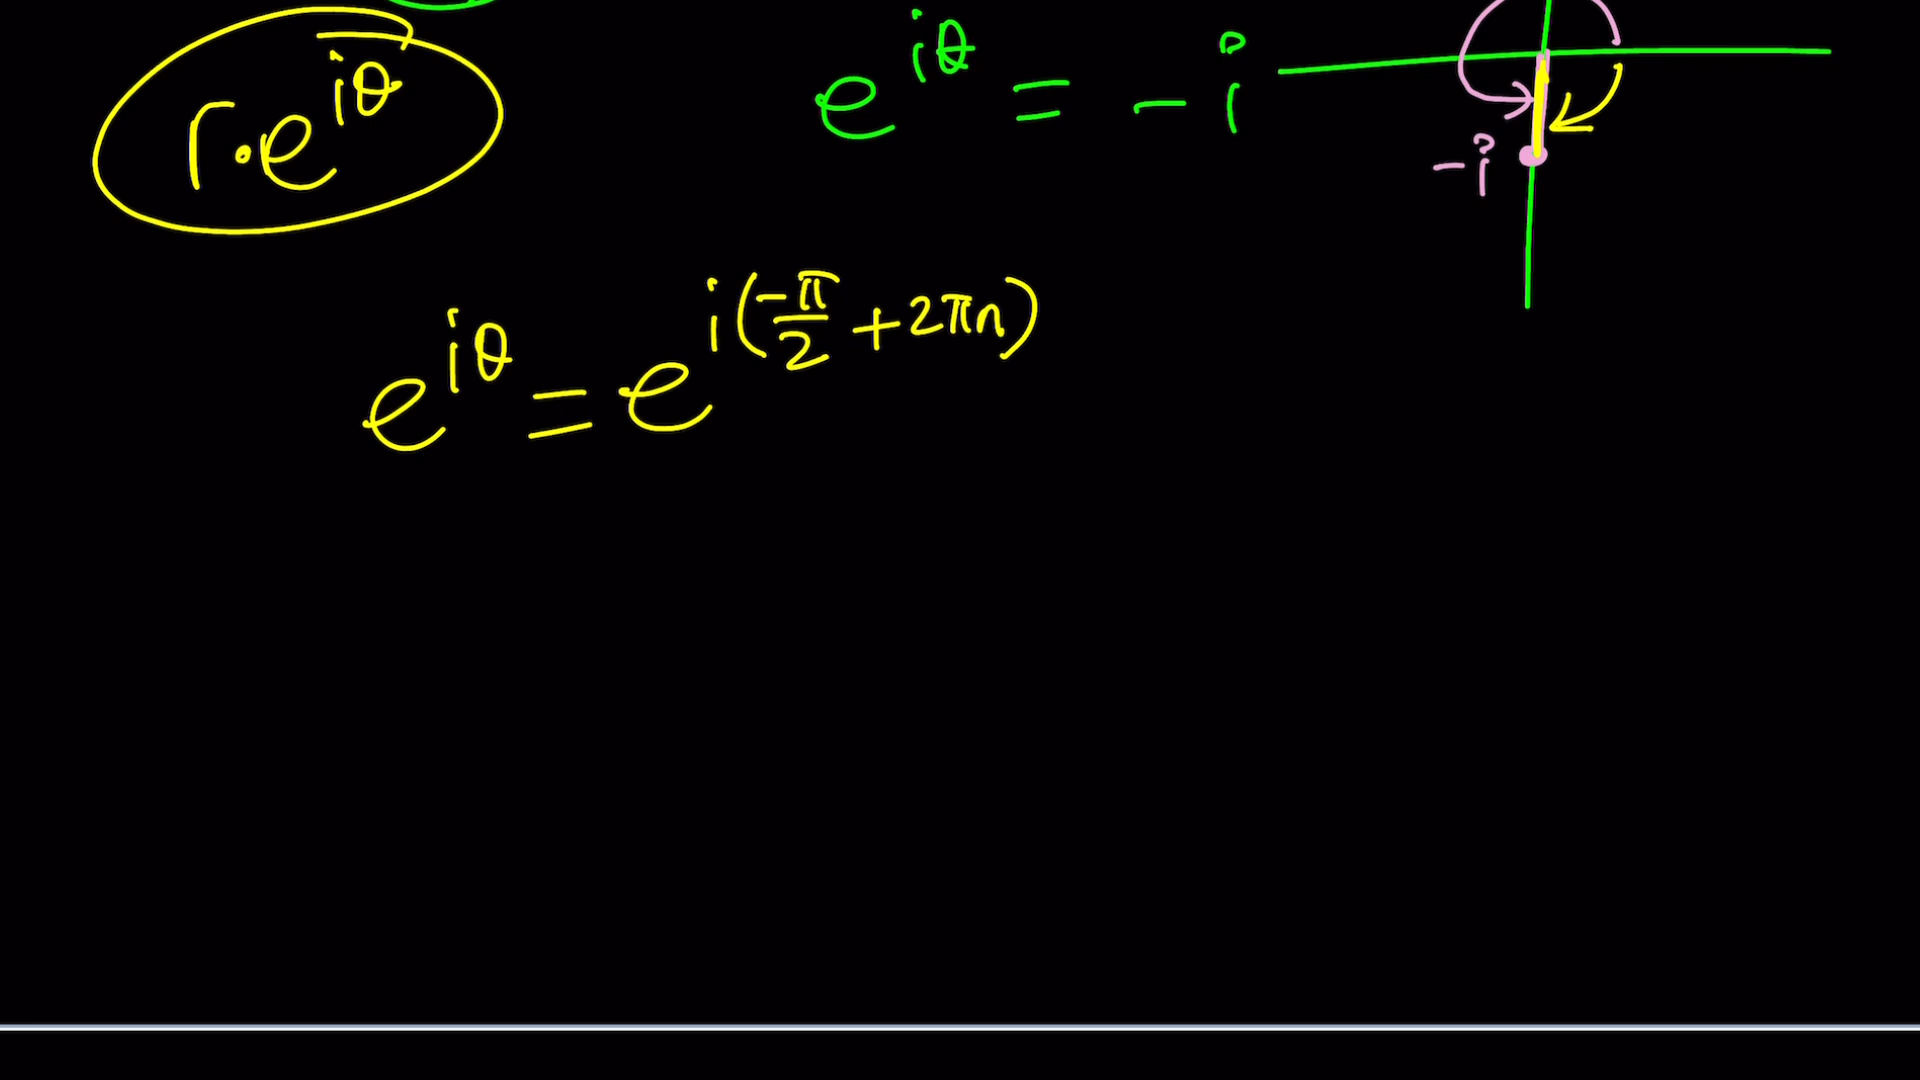 r·e^{iθ}
e^{iθ} = -i
-i
e^{iθ} = e^{i(-π/2 + 2πn)}